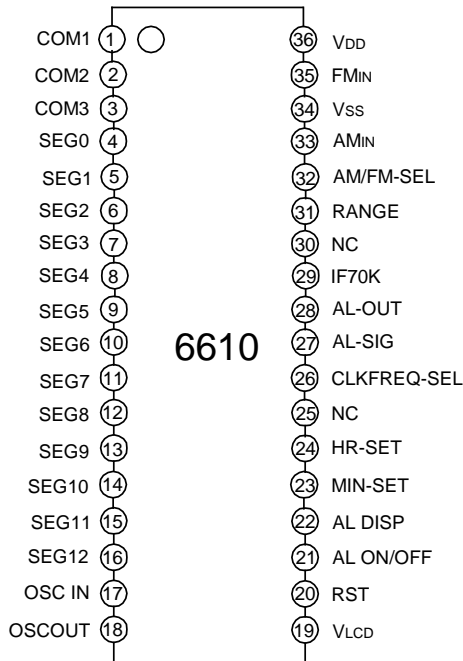 COM1 1 36 VDD
COM2 2 35 FMIN
COM3 3 34 VSS
SEG0 4 33 AMIN
SEG1 5 32 AM/FM-SEL
SEG2 6 31 RANGE
SEG3 7 30 NC
SEG4 8 29 IF70K
SEG5 9 28 AL-OUT
SEG6 10 6610 27 AL-SIG
SEG7 11 26 CLKFREQ-SEL
SEG8 12 25 NC
SEG9 13 24 HR-SET
SEG10 14 23 MIN-SET
SEG11 15 22 AL DISP
SEG12 16 21 AL ON/OFF
OSC IN 17 20 RST
OSCOUT 18 19 VLCD